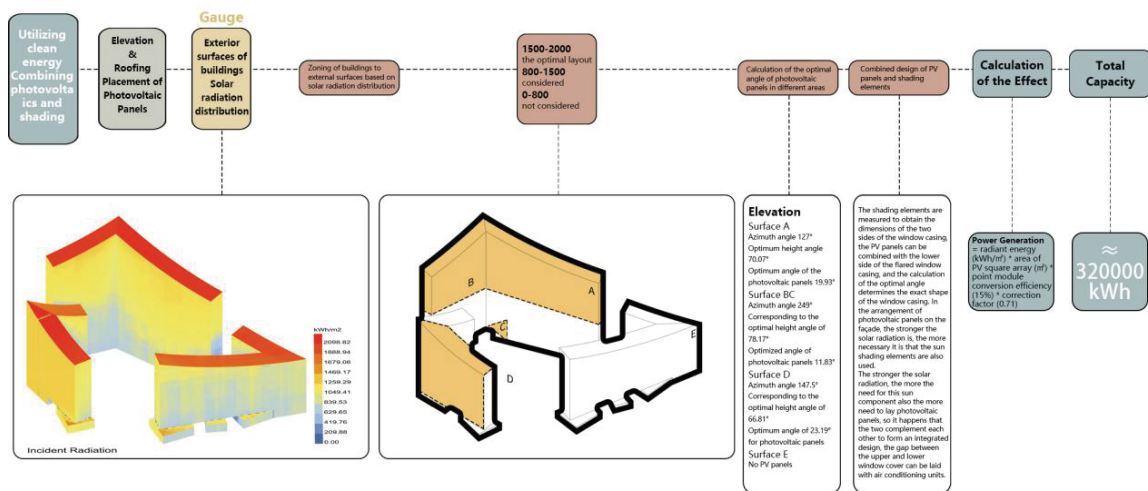 Utilizing
clean
energy
Combining
photovolta
ics and
shading
Elevation
&
Roofing
Placement of
Photovoltaic
Panels
Gauge
Exterior
surfaces of
buildings
Solar
radiation
distribution
Zoning of buildings to
external surfaces based on
solar radiation distribution
1500-2000
the optimal layout
800-1500
considered
0-800
not considered
Calculation of the optimal
angle of photovoltaic
panels in different areas
Combined design of PV
panels and shading
elements
Calculation
of the Effect
Total
Capacity
kWh/m2
2098.82
1888.94
1679.06
1469.17
1259.29
1049.41
839.53
629.65
419.76
209.88
0.00
Incident Radiation
B
A
C
D
E
Elevation
Surface A
Azimuth angle 127°
Optimum height angle
70.07°
Optimum angle of the
photovoltaic panels 19.93°
Surface BC
Azimuth angle 249°
Corresponding to the
optimal height angle of
78.17°
Optimized angle of
photovoltaic panels 11.83°
Surface D
Azimuth angle 147.5°
Corresponding to the
optimal height angle of
66.81°
Optimum angle of 23.19°
for photovoltaic panels
Surface E
No PV panels
The shading elements are
measured to obtain the
dimensions of the two
sides of the window casing,
the PV panels can be
combined with the lower
side of the flared window
casing, and the calculation
of the optimal angle
determines the exact shape
of the window casing. In
the arrangement of
photovoltaic panels on the
façade, the stronger the
solar radiation is, the more
necessary it is that the sun
shading elements are also
used.
The stronger the solar
radiation, the more the
need for this sun
component also the more
need to lay photovoltaic
panels, so it happens that
the two complement each
other to form an integrated
design, the gap between
the upper and lower
window cover can be laid
with air conditioning units.
Power Generation
= radiant energy
(kWh/㎡) * area of
PV square array (㎡) *
point module
conversion efficiency
(15%) * correction
factor (0.71)
≈
320000
kWh